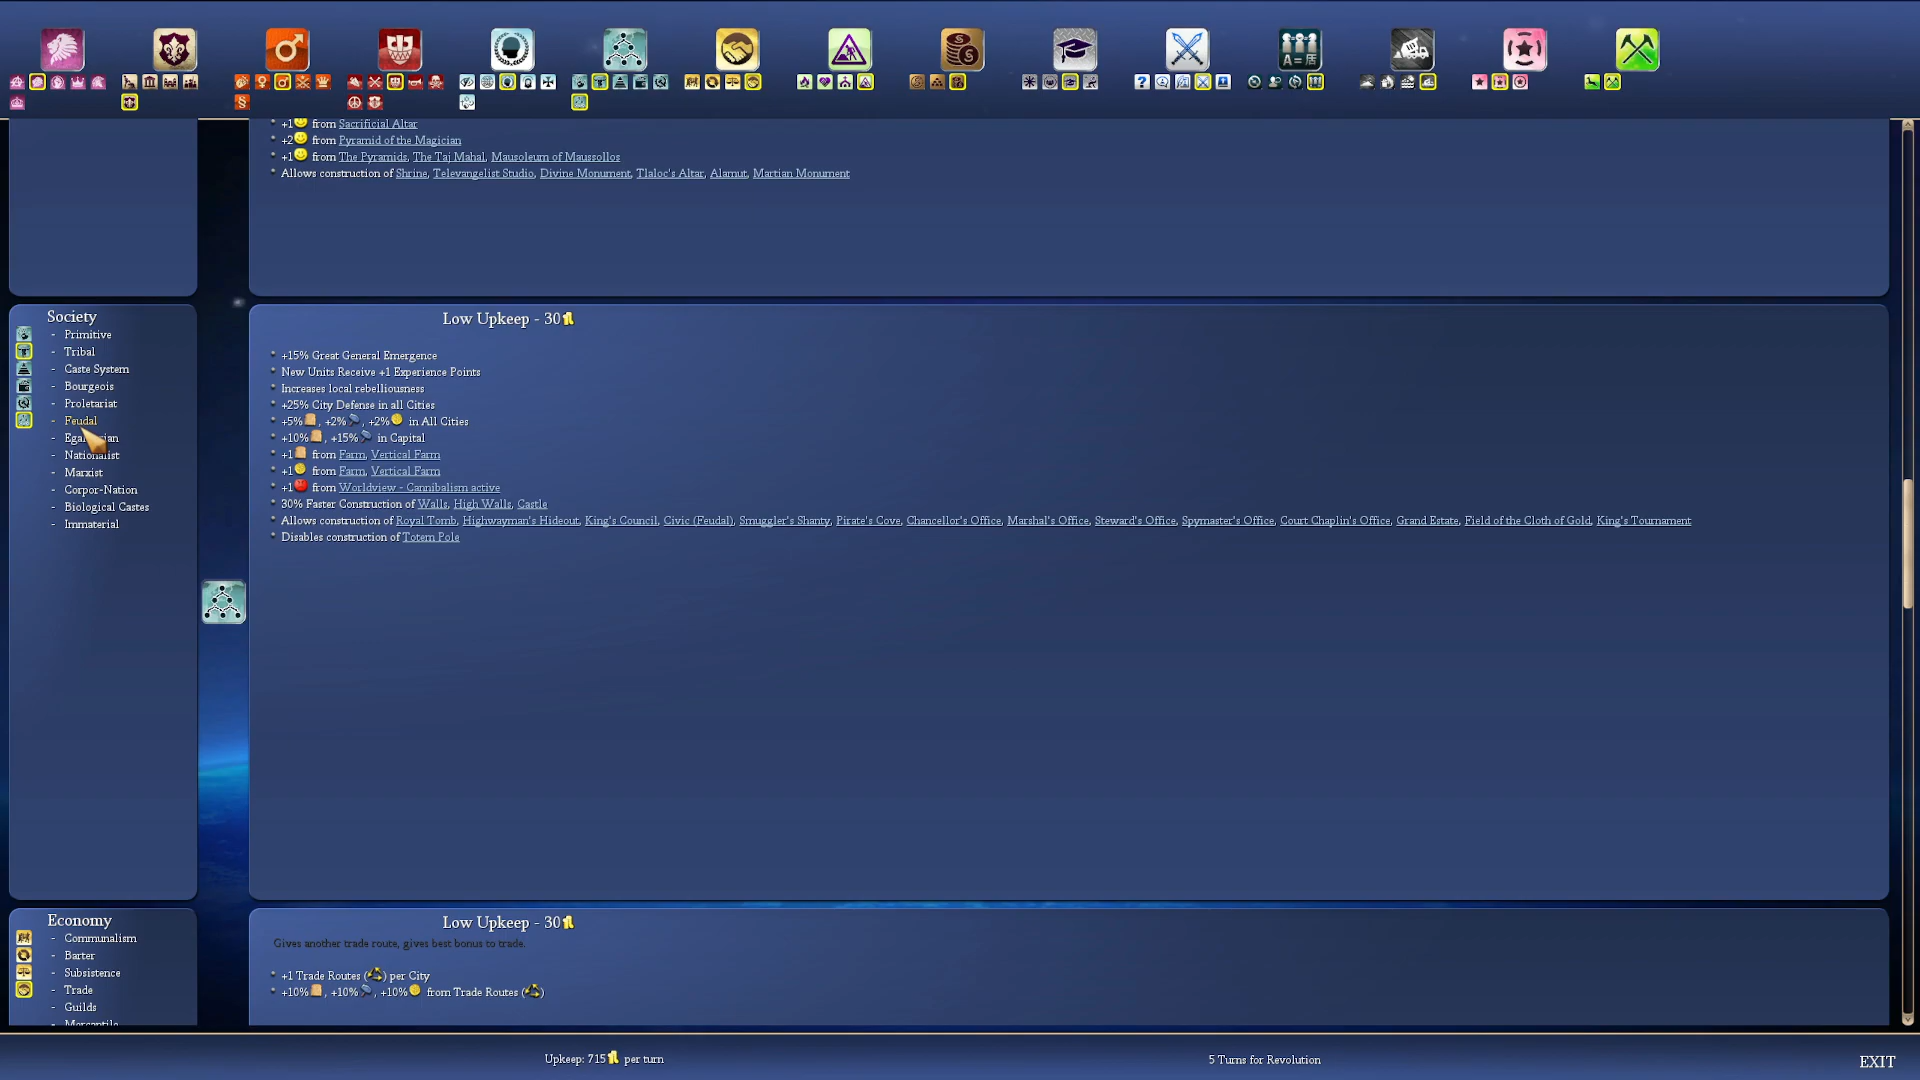 A = 居
+1 from Sacrificial Altar
+2 from Pyramid of the Magician
+1 from The Pyramids, The Taj Mahal, Mausoleum of Maussollos
Allows construction of Shrine, Televangelist Studio, Divine Monument, Tlaloc's Altar, Alamut, Martian Monument
Society
- Primitive
- Tribal
- Caste System
- Bourgeois
- Proletariat
- Feudal
- Nationalist
- Marxist
- Corpor-Nation
- Biological Castes
- Immaterial
Low Upkeep - 30
+15% Great General Emergence
New Units Receive +1 Experience Points
Increases local rebelliousness
+25% City Defense in all Cities
+5% , +2% , +2% in All Cities
+10% , +15% in Capital
+1 from Farm, Vertical Farm
+1 from Farm, Vertical Farm
+1 from Worldview - Cannibalism active
30% Faster Construction of Walls, High Walls, Castle
Allows construction of Royal Tomb, Highwayman's Hideout, King's Council, Civic (Feudal), Smuggler's Shanty, Pirate's Cove, Chancellor's Office, Marshal's Office, Steward's Office, Spymaster's Office, Court Chaplin's Office, Grand Estate, Field of the Cloth of Gold, King's Tournament
Disables construction of Totem Pole
Economy
- Communalism
- Barter
- Subsistence
- Trade
- Guilds
- Mercantile
Low Upkeep - 30
Gives another trade route, gives best bonus to trade.
+1 Trade Routes ( ) per City
+10% , +10% , +10% from Trade Routes ( )
Upkeep: 715 per turn
5 Turns for Revolution
EXIT